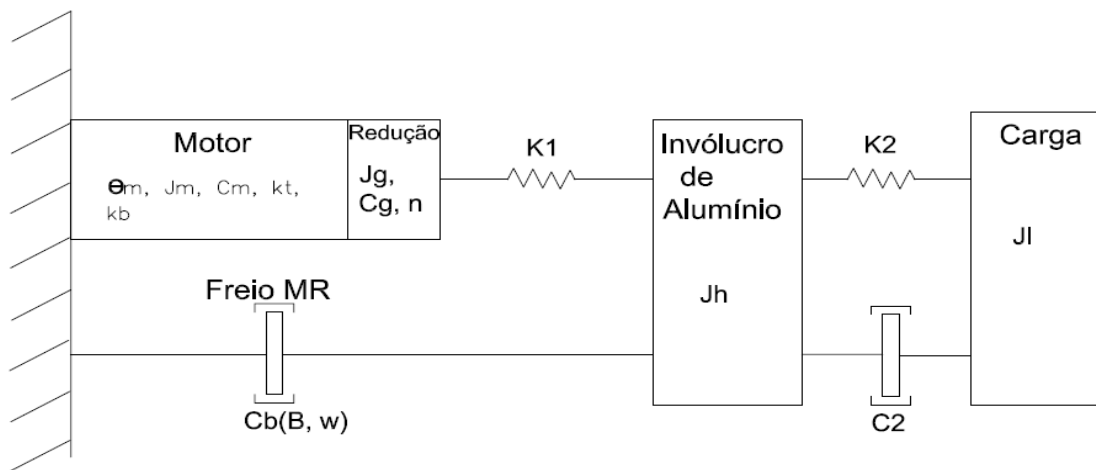 Motor
Ɵm, Jm, Cm, kt,
kb
Redução
Jg,
Cg, n
K1
Invólucro
de
Alumínio
Jh
K2
Carga
Jl
Freio MR
Cb(B, w)
C2